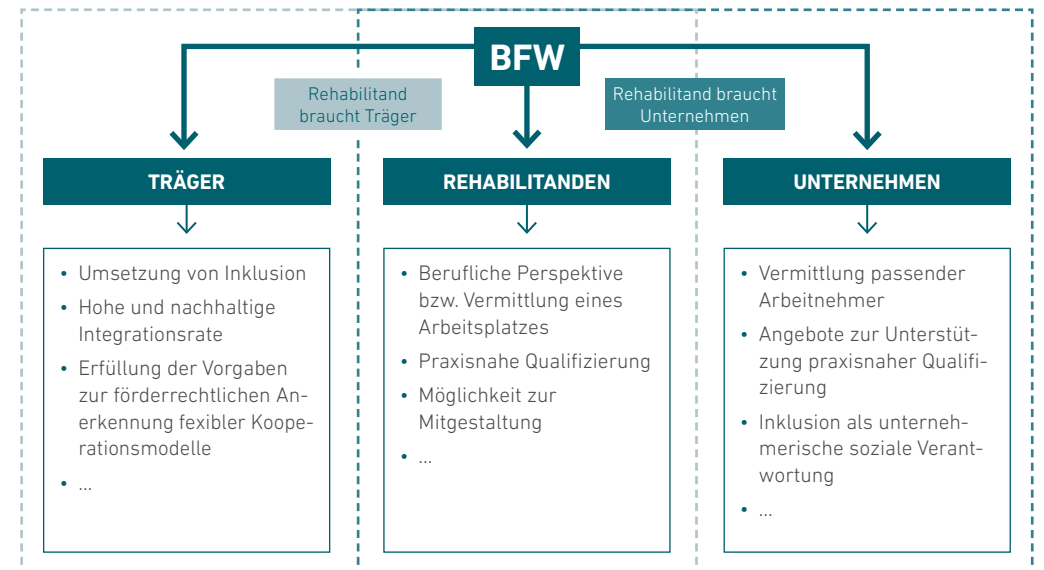 BFW
Rehabilitand
braucht Träger
Rehabilitand braucht
Unternehmen
TRÄGER
• Umsetzung von Inklusion
• Hohe und nachhaltige
Integrationsrate
• Erfüllung der Vorgaben
zur förderrechtlichen An-
erkennung fexibler Koope-
rationsmodelle
• ...
REHABILITANDEN
• Berufliche Perspektive
bzw. Vermittlung eines
Arbeitsplatzes
• Praxisnahe Qualifizierung
• Möglichkeit zur
Mitgestaltung
• ...
UNTERNEHMEN
• Vermittlung passender
Arbeitnehmer
• Angebote zur Unterstüt-
zung praxisnaher Qualifi-
zierung
• Inklusion als unterneh-
merische soziale Verant-
wortung
• ...